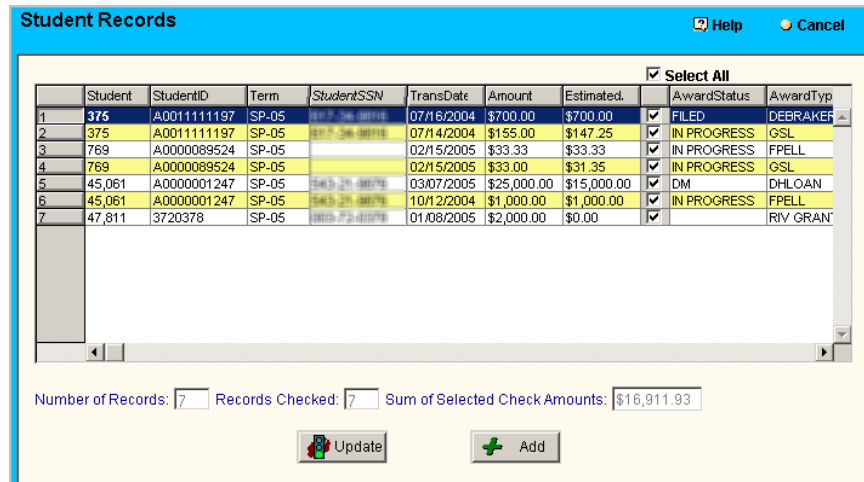 Student Records Help Cancel
Select All
Student StudentID Term StudentSSN TransDate Amount Estimated. AwardStatus AwardTyp
1 375 A0011111197 SP-05 07/16/2004 $700.00 $700.00 FILED DEBRAKER
2 375 A0011111197 SP-05 07/14/2004 $155.00 $147.25 IN PROGRESS GSL
3 769 A0000089524 SP-05 02/15/2005 $33.33 $33.33 IN PROGRESS FPELL
4 769 A0000089524 SP-05 02/15/2005 $33.00 $31.35 IN PROGRESS GSL
5 45,061 A0000001247 SP-05 03/07/2005 $25,000.00 $15,000.00 DM DHLOAN
6 45,061 A0000001247 SP-05 10/12/2004 $1,000.00 $1,000.00 IN PROGRESS FPELL
7 47,811 3720378 SP-05 01/08/2005 $2,000.00 $0.00 RIV GRAN
Number of Records: 7 Records Checked: 7 Sum of Selected Check Amounts: $16,911.93
Update Add